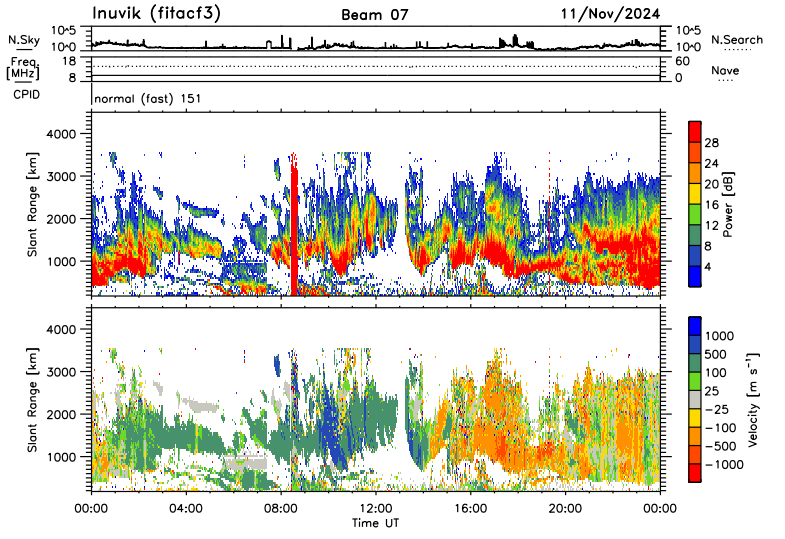 Inuvik (fitacf3) Beam 07 11/Nov/2024
N.Sky 10^5 10^0 10^5 10^0 N.Search
Freq. [MHz] 18 8 60 0 Nave
CPID normal (fast) 151
Slant Range [km] 4000 3000 2000 1000
Power [dB] 28 24 20 16 12 8 4
Slant Range [km] 4000 3000 2000 1000
Velocity [m s⁻¹] 1000 500 100 25 -25 -100 -500 -1000
00:00 04:00 08:00 12:00 16:00 20:00 00:00
Time UT